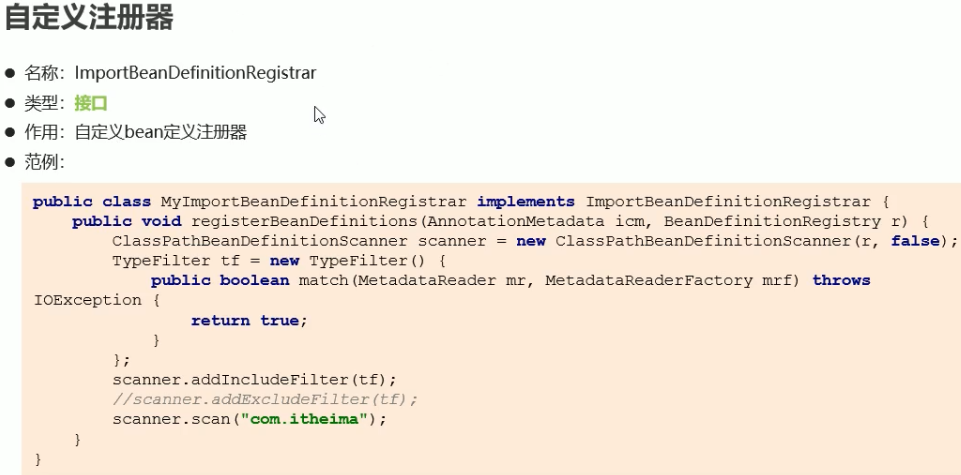 自定义注册器
● 名称：ImportBeanDefinitionRegistrar
● 类型：接口
● 作用：自定义bean定义注册器
● 范例：
public class MyImportBeanDefinitionRegistrar implements ImportBeanDefinitionRegistrar {
    public void registerBeanDefinitions(AnnotationMetadata icm, BeanDefinitionRegistry r) {
        ClassPathBeanDefinitionScanner scanner = new ClassPathBeanDefinitionScanner(r, false);
        TypeFilter tf = new TypeFilter() {
            public boolean match(MetadataReader mr, MetadataReaderFactory mrf) throws
IOException {
                return true;
            }
        };
        scanner.addIncludeFilter(tf);
        //scanner.addExcludeFilter(tf);
        scanner.scan("com.itheima");
    }
}